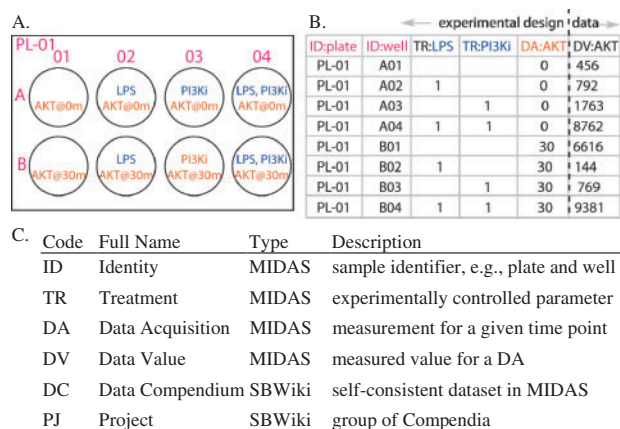 A.
PL-01
01 02 03 04
A
LPS PI3Ki LPS, PI3Ki
AKT@0m AKT@0m AKT@0m AKT@0m
B
LPS PI3Ki LPS, PI3Ki
AKT@30m AKT@30m AKT@30m AKT@30m
B.
experimental design data
ID:plate ID:well TR:LPS TR:PI3Ki DA:AKT DV:AKT
PL-01 A01 0 456
PL-01 A02 1 0 792
PL-01 A03 1 0 1763
PL-01 A04 1 1 0 8762
PL-01 B01 30 6616
PL-01 B02 1 30 144
PL-01 B03 1 30 769
PL-01 B04 1 1 30 9381
C.
Code Full Name Type Description
ID Identity MIDAS sample identifier, e.g., plate and well
TR Treatment MIDAS experimentally controlled parameter
DA Data Acquisition MIDAS measurement for a given time point
DV Data Value MIDAS measured value for a DA
DC Data Compendium SBWiki self-consistent dataset in MIDAS
PJ Project SBWiki group of Compendia